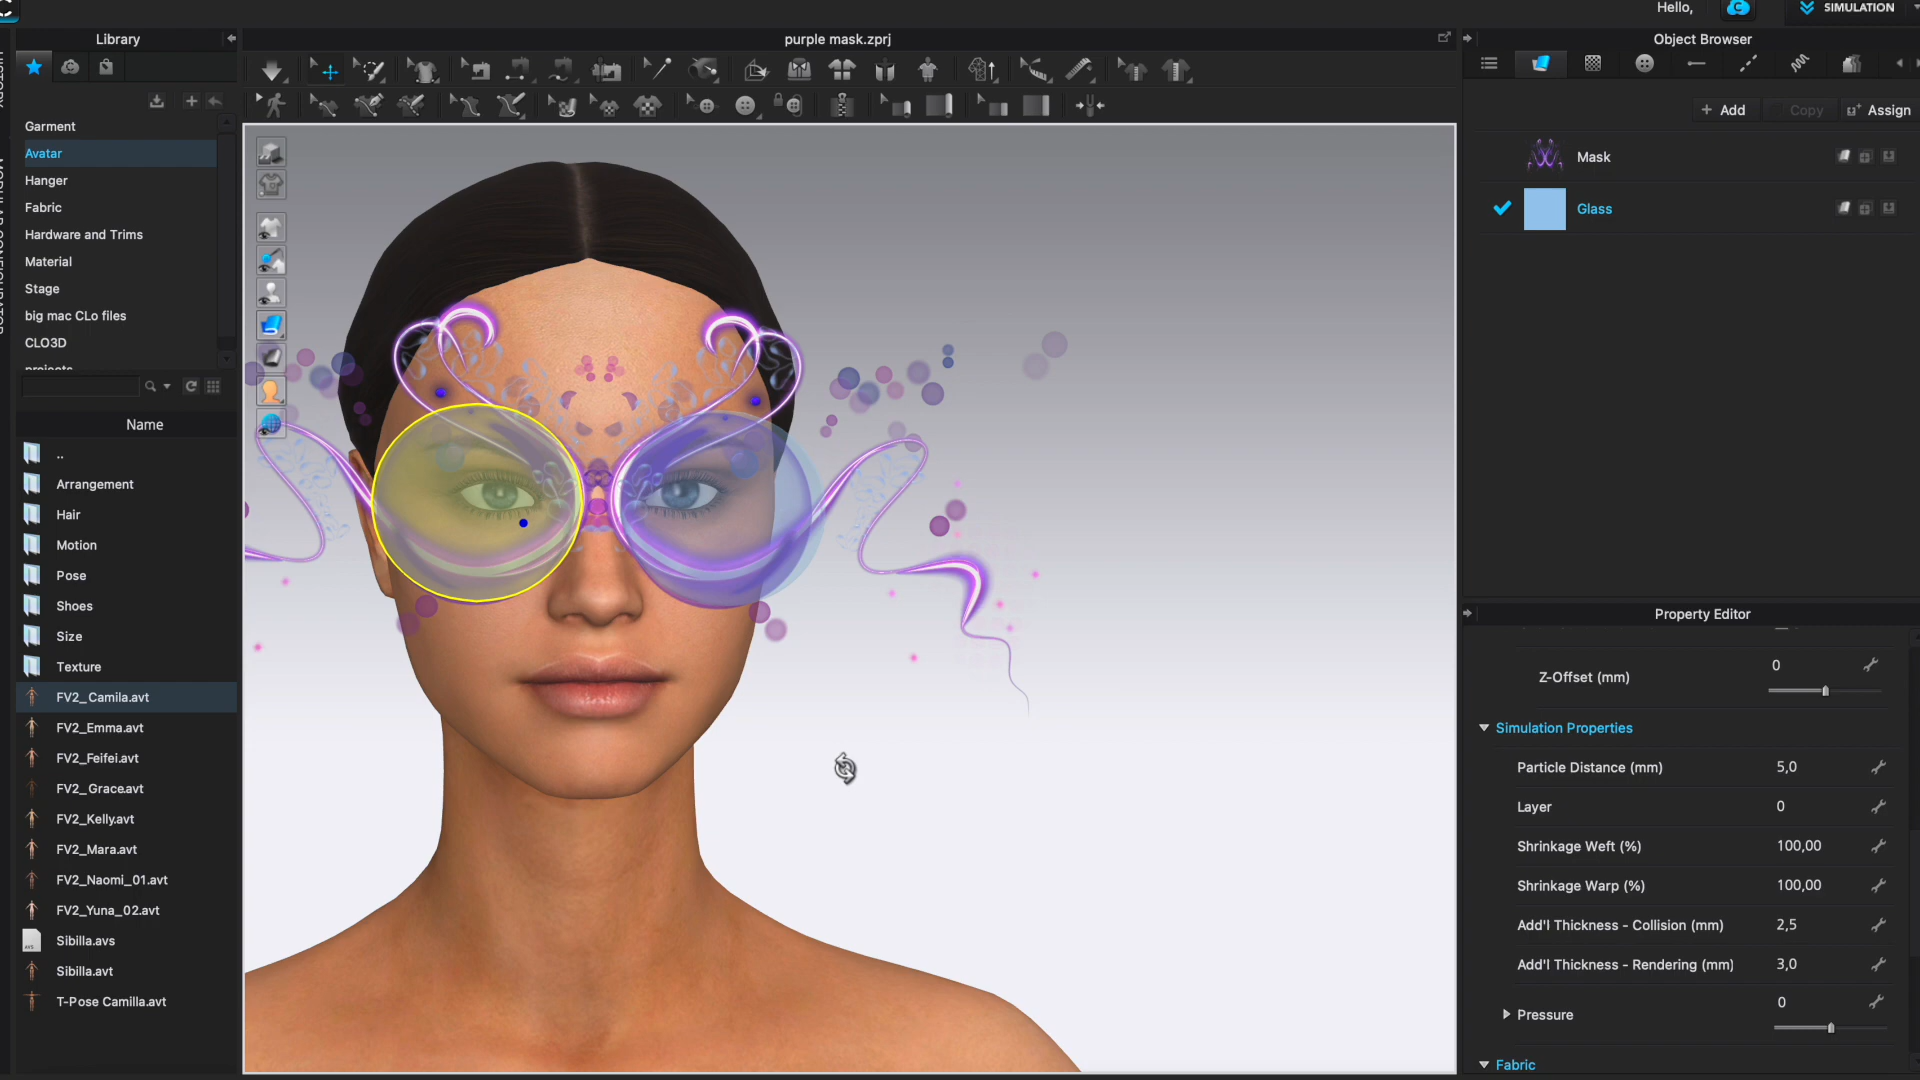 Hello,
SIMULATION
Library
purple mask.zprj
Object Browser
+ Add
Copy
Assign
Garment
Avatar
Hanger
Fabric
Hardware and Trims
Material
Stage
big mac CLo files
CLO3D
projects
Mask
Glass
Name
..
Arrangement
Hair
Motion
Pose
Shoes
Size
Texture
FV2_Camila.avt
FV2_Emma.avt
FV2_Feifei.avt
FV2_Grace.avt
FV2_Kelly.avt
FV2_Mara.avt
FV2_Naomi_01.avt
FV2_Yuna_02.avt
Sibilla.avs
Sibilla.avt
T-Pose Camilla.avt
Property Editor
Z-Offset (mm) 0
Simulation Properties
Particle Distance (mm) 5,0
Layer 0
Shrinkage Weft (%) 100,00
Shrinkage Warp (%) 100,00
Add'l Thickness - Collision (mm) 2,5
Add'l Thickness - Rendering (mm) 3,0
Pressure 0
Fabric